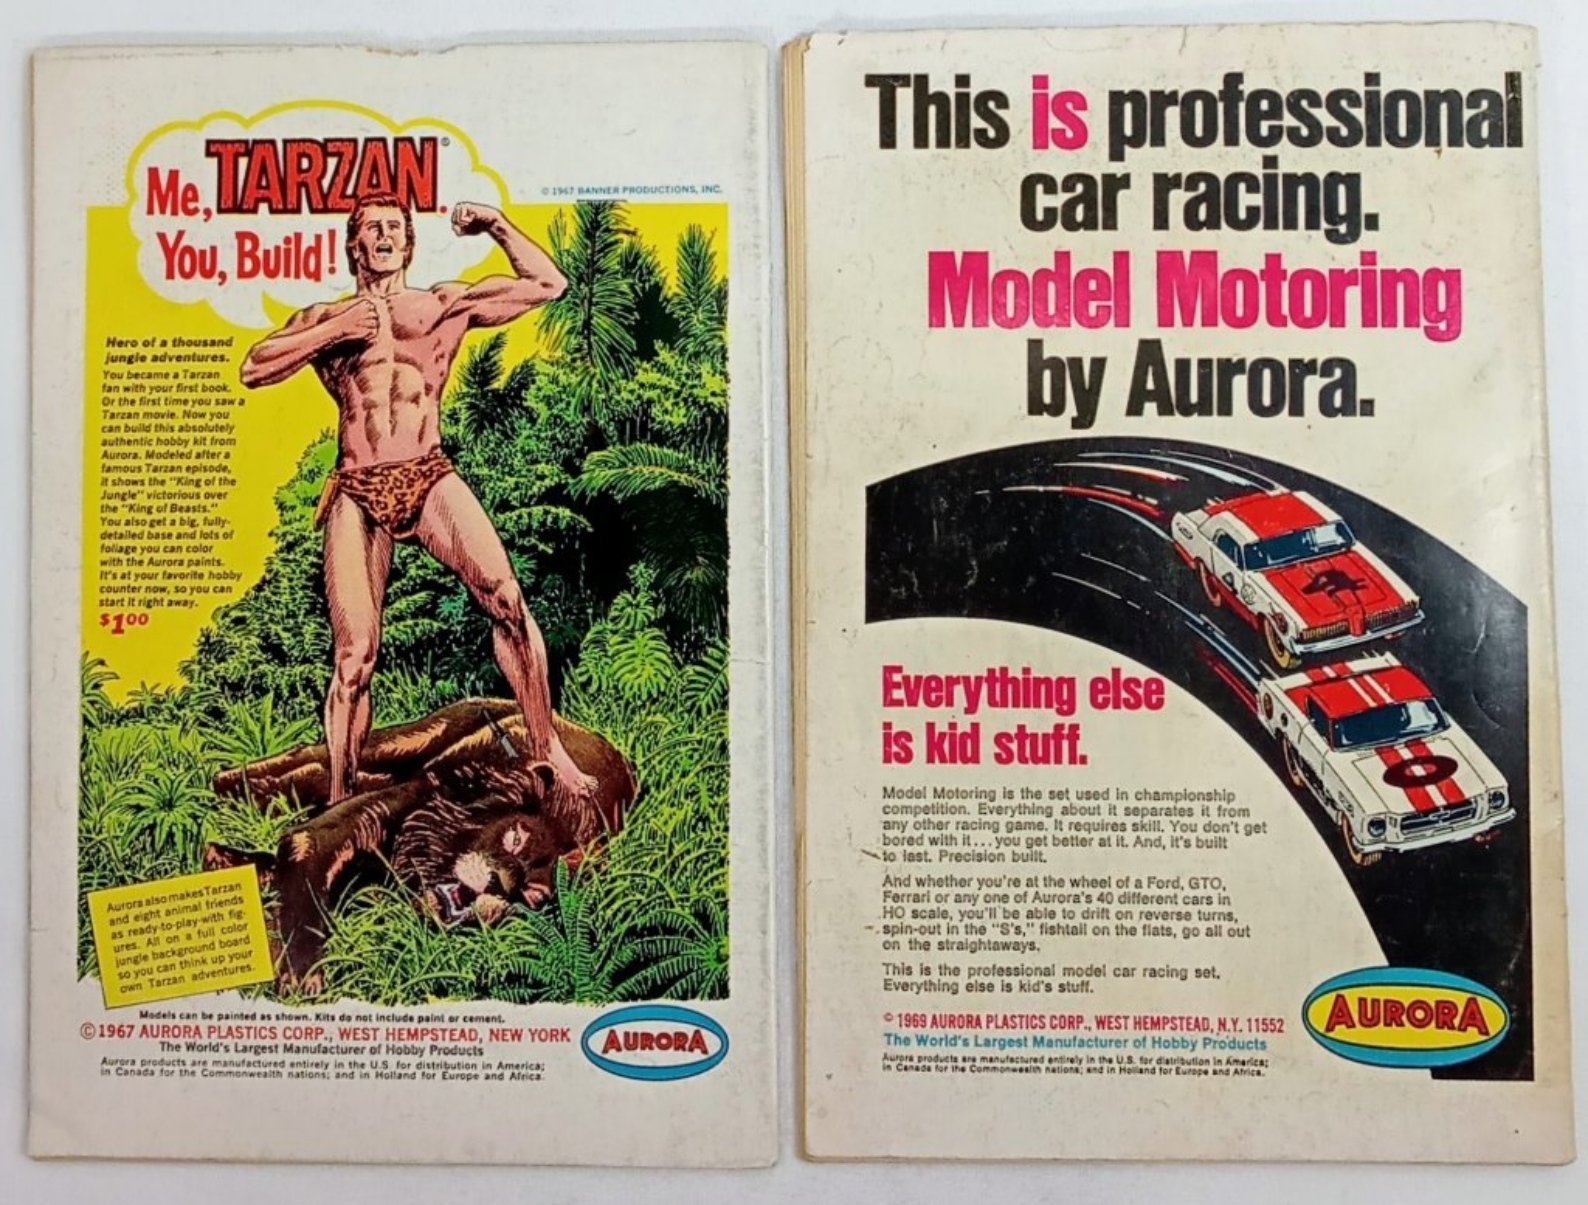 Me, TARZAN®.
You, Build!
© 1967 BANNER PRODUCTIONS, INC.
Hero of a thousand
jungle adventures.
You became a Tarzan
fan with your first book.
Or the first time you saw a
Tarzan movie. Now you
can build this absolutely
authentic hobby kit from
Aurora. Modeled after a
famous Tarzan episode,
it shows the "King of the
Jungle" victorious over
the "King of Beasts."
You also get a big, fully-
detailed base and lots of
foliage you can color
with the Aurora paints.
It's at your favorite hobby
counter now, so you can
start it right away.
$1.00
Aurora also makes Tarzan
and eight animal friends
as ready-to-play-with fig-
ures. All on a full color
jungle background board
so you can think up your
own Tarzan adventures.
Models can be painted as shown. Kits do not include paint or cement.
© 1967 AURORA PLASTICS CORP., WEST HEMPSTEAD, NEW YORK
The World's Largest Manufacturer of Hobby Products
Aurora products are manufactured entirely in the U.S. for distribution in America;
in Canada for the Commonwealth nations; and in Holland for Europe and Africa.
AURORA
This is professional
car racing.
Model Motoring
by Aurora.
4
0
Everything else
is kid stuff.
Model Motoring is the set used in championship
competition. Everything about it separates it from
any other racing game. It requires skill. You don't get
bored with it...you get better at it. And, it's built
to last. Precision built.
And whether you're at the wheel of a Ford, GTO,
Ferrari or any one of Aurora's 40 different cars in
HO scale, you'll be able to drift on reverse turns,
spin-out in the "S's," fishtail on the flats, go all out
on the straightaways.
This is the professional model car racing set.
Everything else is kid's stuff.
© 1969 AURORA PLASTICS CORP., WEST HEMPSTEAD, N.Y. 11552
The World's Largest Manufacturer of Hobby Products
Aurora products are manufactured entirely in the U.S. for distribution in America;
in Canada for the Commonwealth nations; and in Holland for Europe and Africa.
AURORA